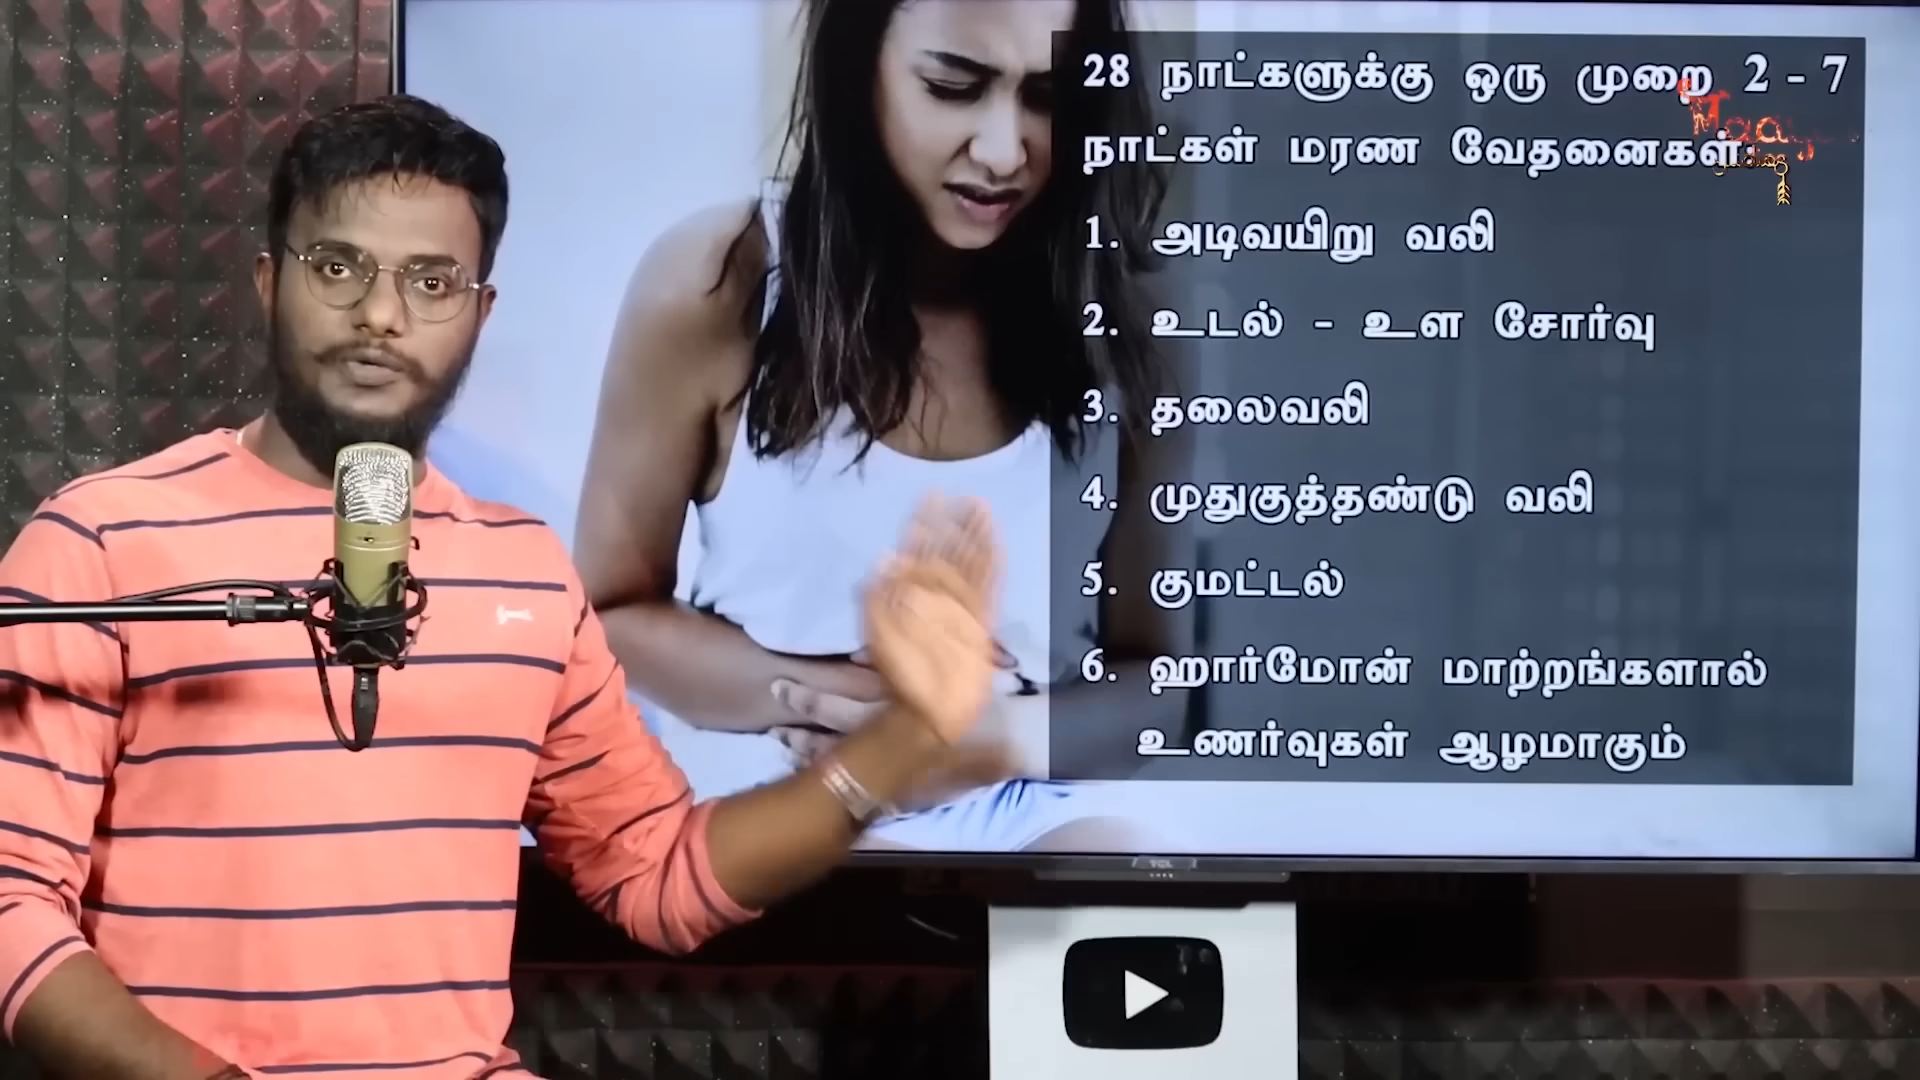 28 நாட்களுக்கு ஒரு முறை 2 - 7
நாட்கள் மரண வேதனைகள்
1. அடிவயிறு வலி
2. உடல் - உள சோர்வு
3. தலைவலி
4. முதுகுத்தண்டு வலி
5. குமட்டல்
6. ஹார்மோன் மாற்றங்களால்
உணர்வுகள் ஆழமாகும்
TCL